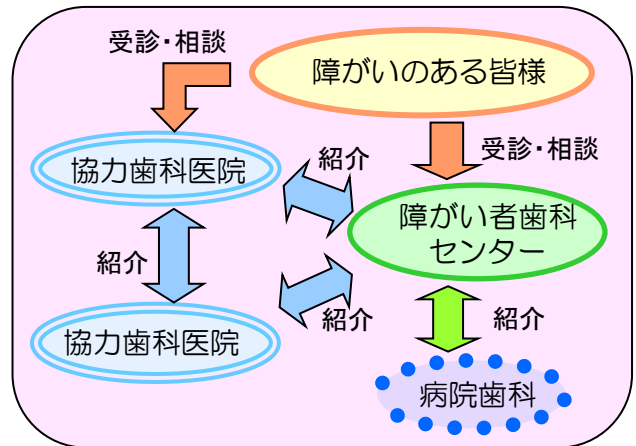 受診・相談
障がいのある皆様
受診・相談
協力歯科医院
紹介
障がい者歯科
センター
紹介
紹介
紹介
協力歯科医院
病院歯科